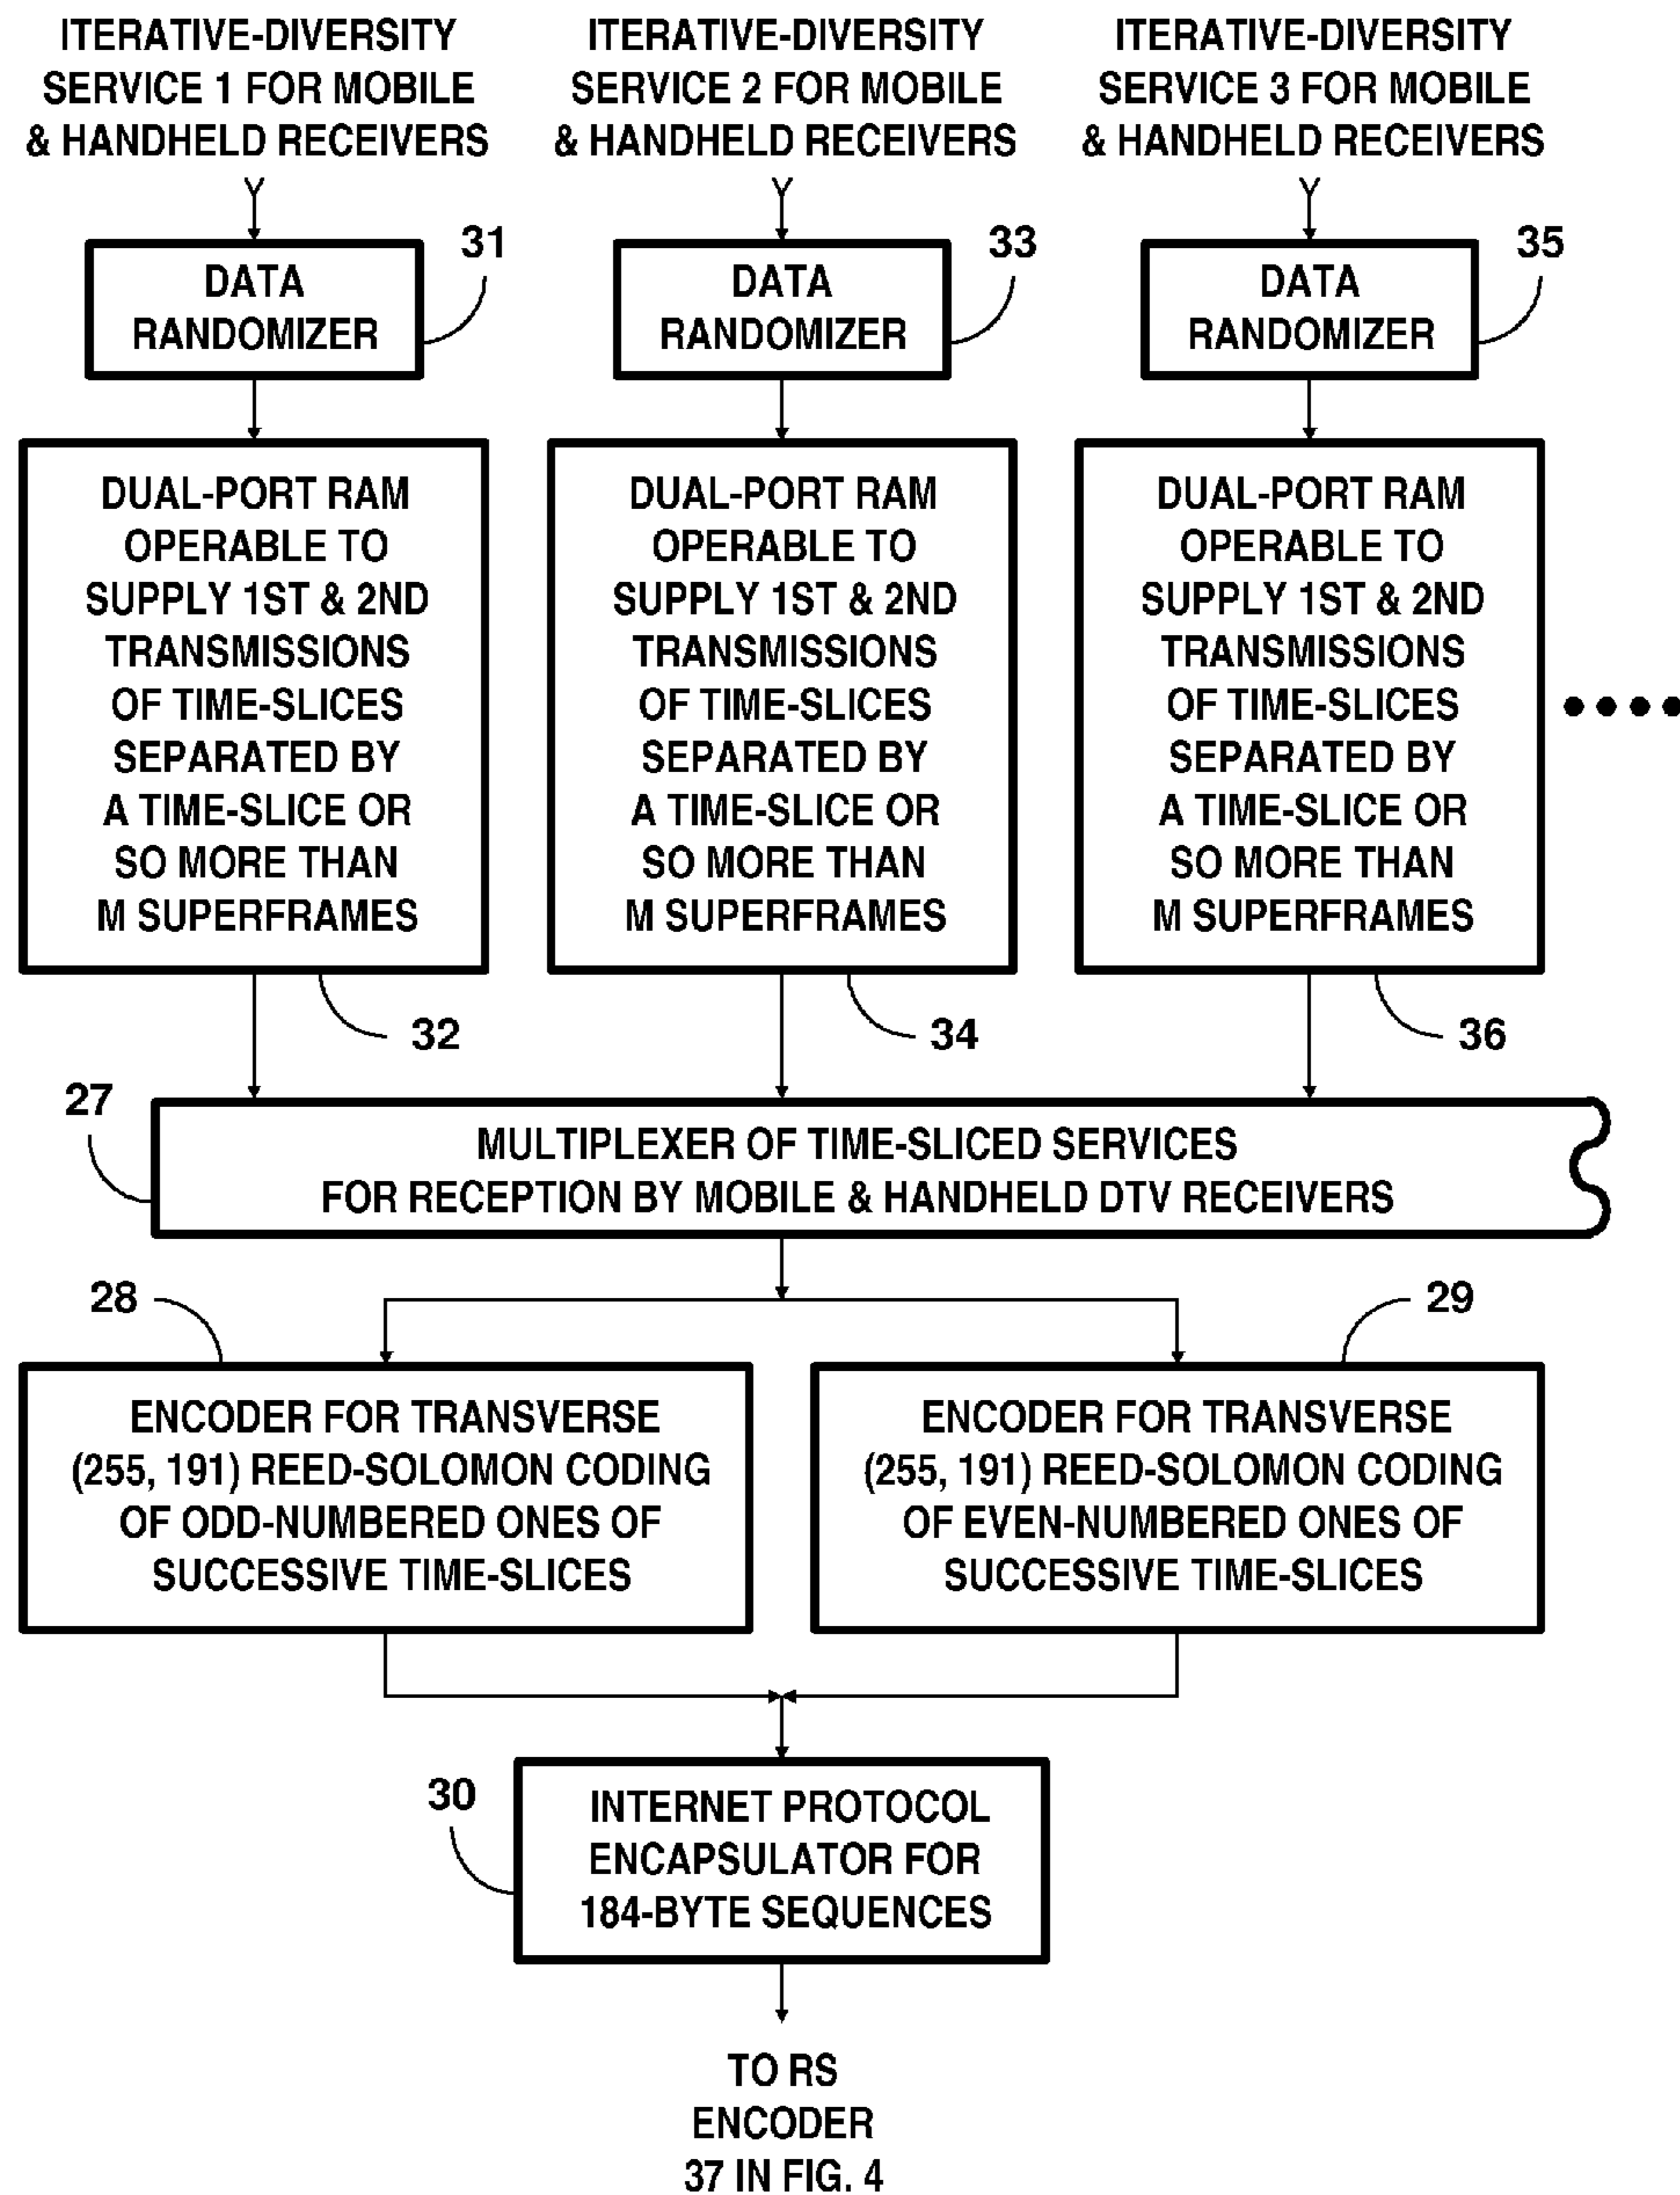 ITERATIVE-DIVERSITY
SERVICE 1 FOR MOBILE
& HANDHELD RECEIVERS
ITERATIVE-DIVERSITY
SERVICE 2 FOR MOBILE
& HANDHELD RECEIVERS
ITERATIVE-DIVERSITY
SERVICE 3 FOR MOBILE
& HANDHELD RECEIVERS
31
DATA
RANDOMIZER
33
DATA
RANDOMIZER
35
DATA
RANDOMIZER
DUAL-PORT RAM
OPERABLE TO
SUPPLY 1ST & 2ND
TRANSMISSIONS
OF TIME-SLICES
SEPARATED BY
A TIME-SLICE OR
SO MORE THAN
M SUPERFRAMES
32
DUAL-PORT RAM
OPERABLE TO
SUPPLY 1ST & 2ND
TRANSMISSIONS
OF TIME-SLICES
SEPARATED BY
A TIME-SLICE OR
SO MORE THAN
M SUPERFRAMES
34
DUAL-PORT RAM
OPERABLE TO
SUPPLY 1ST & 2ND
TRANSMISSIONS
OF TIME-SLICES
SEPARATED BY
A TIME-SLICE OR
SO MORE THAN
M SUPERFRAMES
36
27
MULTIPLEXER OF TIME-SLICED SERVICES
FOR RECEPTION BY MOBILE & HANDHELD DTV RECEIVERS
28
ENCODER FOR TRANSVERSE
(255, 191) REED-SOLOMON CODING
OF ODD-NUMBERED ONES OF
SUCCESSIVE TIME-SLICES
29
ENCODER FOR TRANSVERSE
(255, 191) REED-SOLOMON CODING
OF EVEN-NUMBERED ONES OF
SUCCESSIVE TIME-SLICES
30
INTERNET PROTOCOL
ENCAPSULATOR FOR
184-BYTE SEQUENCES
TO RS
ENCODER
37 IN FIG. 4